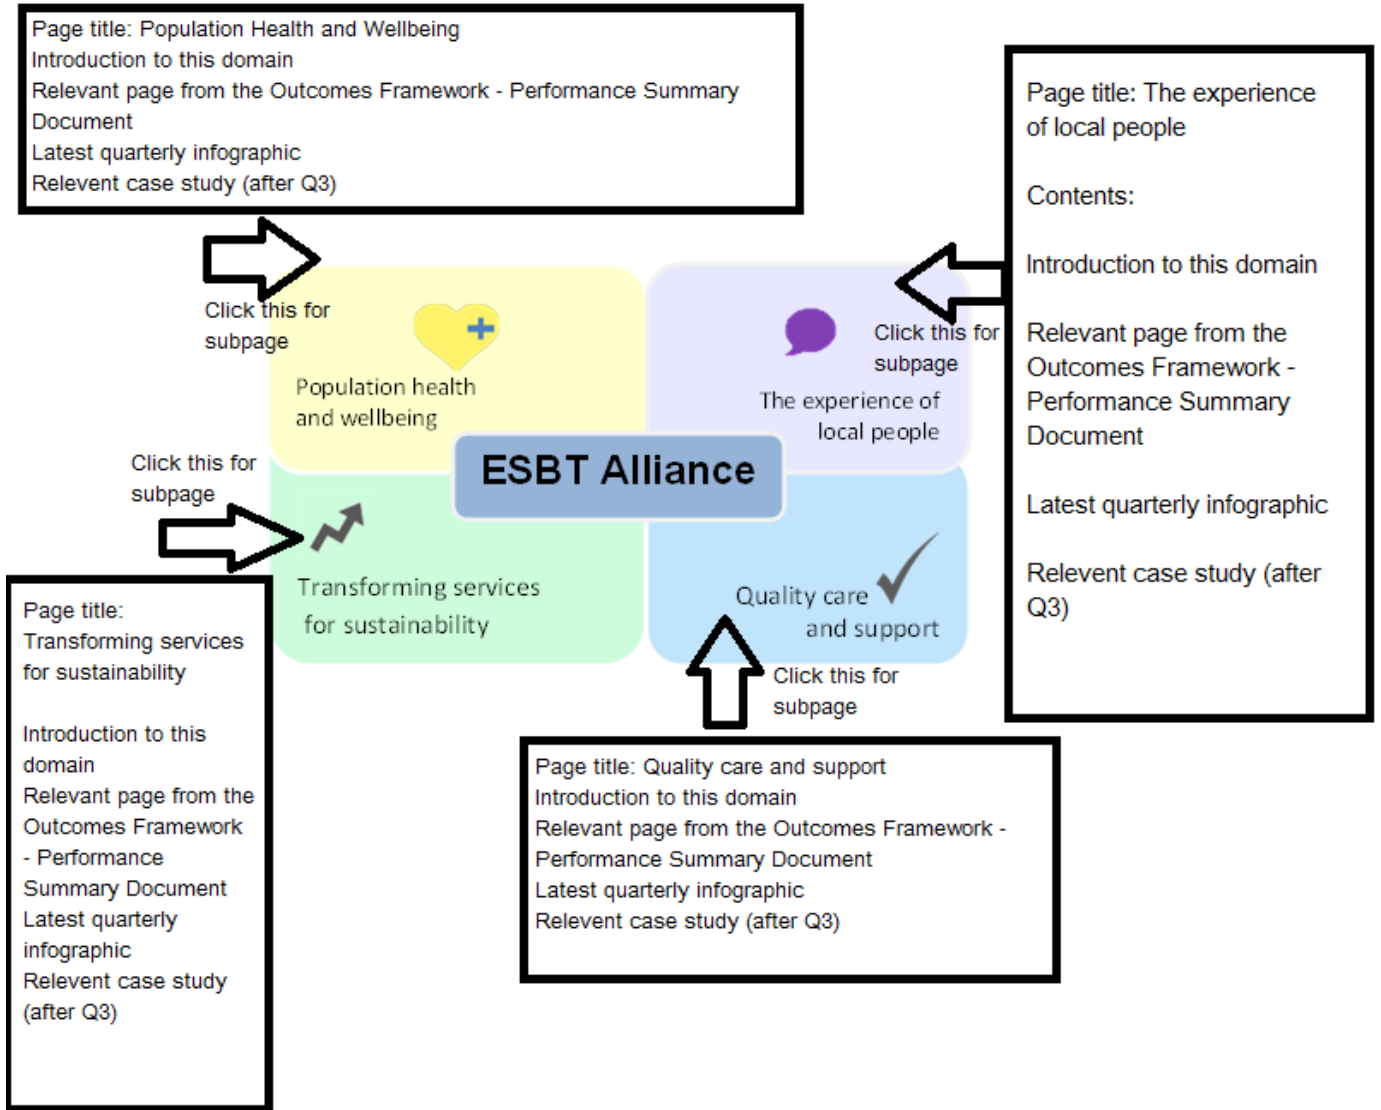 Page title: Population Health and Wellbeing
Introduction to this domain
Relevant page from the Outcomes Framework - Performance Summary
Document
Latest quarterly infographic
Relevent case study (after Q3)
Page title: The experience
of local people
Contents:
Introduction to this domain
Relevant page from the
Outcomes Framework -
Performance Summary
Document
Latest quarterly infographic
Relevent case study (after
Q3)
Click this for
subpage
Population health
and wellbeing
Click this for
subpage
The experience of
local people
ESBT Alliance
Click this for
subpage
Transforming services
for sustainability
Quality care
and support
Click this for
subpage
Page title:
Transforming services
for sustainability
Introduction to this
domain
Relevant page from the
Outcomes Framework
- Performance
Summary Document
Latest quarterly
infographic
Relevent case study
(after Q3)
Page title: Quality care and support
Introduction to this domain
Relevant page from the Outcomes Framework -
Performance Summary Document
Latest quarterly infographic
Relevent case study (after Q3)